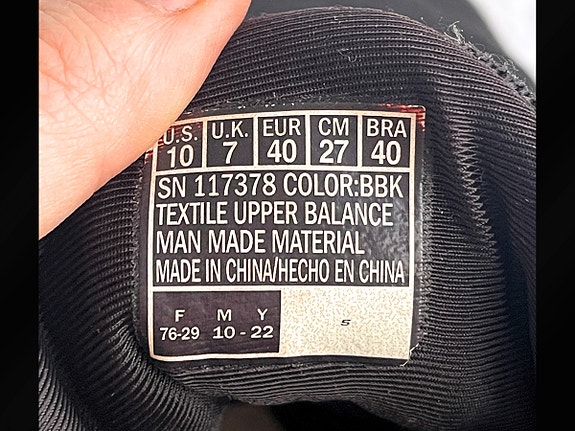 U.S. U.K. EUR CM BRA
10 7 40 27 40
SN 117378 COLOR:BBK
TEXTILE UPPER BALANCE
MAN MADE MATERIAL
MADE IN CHINA/HECHO EN CHINA
F M Y
76-29 10 - 22
S